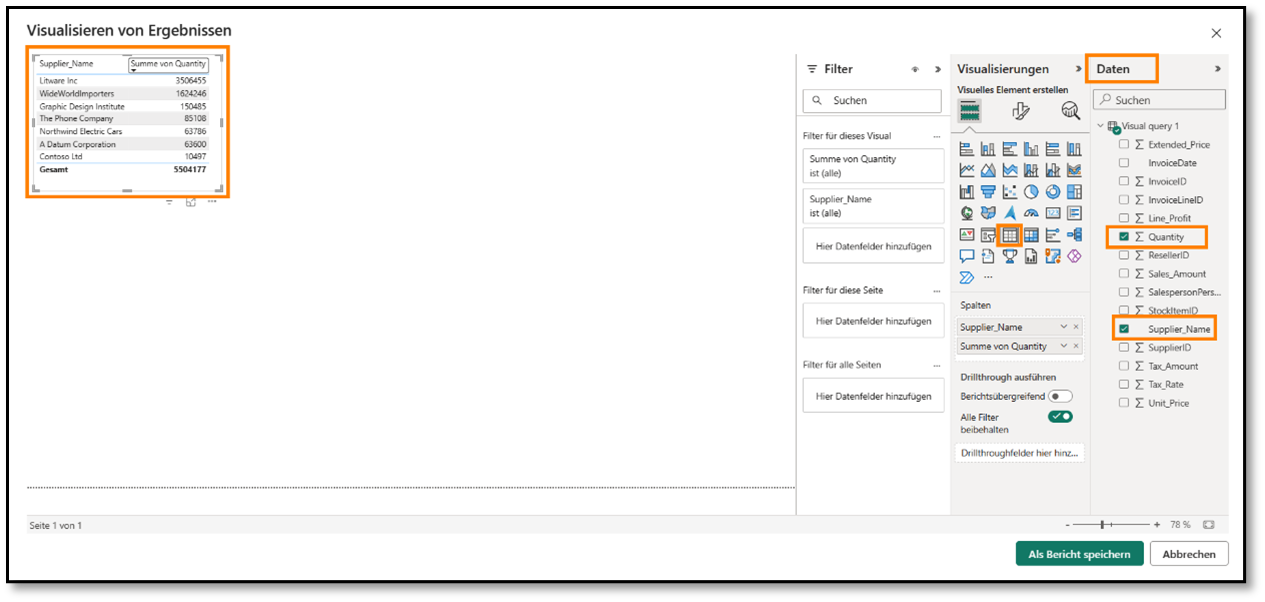 Visualisieren von Ergebnissen
Supplier_Name Summe von Quantity
Litware Inc 3506455
WideWorldImporters 1624246
Graphic Design Institute 150485
The Phone Company 85108
Northwind Electric Cars 63786
A Datum Corporation 63600
Contoso Ltd 10497
Gesamt 5504177
Filter
Suchen
Filter für dieses Visual
Summe von Quantity
ist (alle)
Supplier_Name
ist (alle)
Hier Datenfelder hinzufügen
Filter für diese Seite
Hier Datenfelder hinzufügen
Filter für alle Seiten
Hier Datenfelder hinzufügen
Visualisierungen
Visuelles Element erstellen
Spalten
Supplier_Name
Summe von Quantity
Drillthrough ausführen
Berichtsübergreifend
Alle Filter
beibehalten
Drillthroughfelder hier hinz...
Daten
Suchen
Visual query 1
Extended_Price
InvoiceDate
InvoiceID
InvoiceLineID
Line_Profit
Quantity
ResellerID
Sales_Amount
SalespersonPers...
StockItemID
Supplier_Name
SupplierID
Tax_Amount
Tax_Rate
Unit_Price
Seite 1 von 1
- + 78 %
Als Bericht speichern
Abbrechen